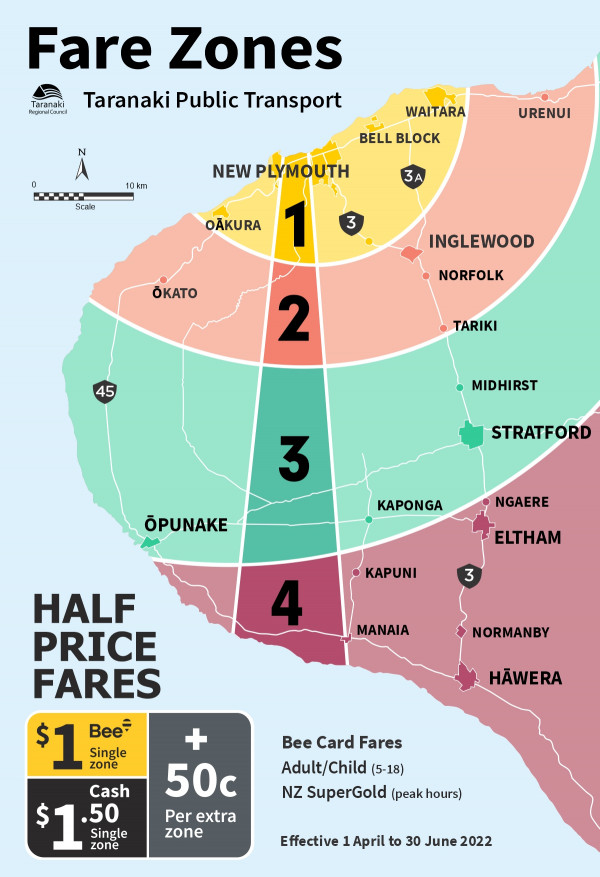 Fare Zones
Taranaki
Regional Council
Taranaki Public Transport
N
0 10 km
Scale
WAITARA
URENUI
BELL BLOCK
NEW PLYMOUTH
3A
1
3
OĀKURA
INGLEWOOD
NORFOLK
ŌKATO
2
TARIKI
45
MIDHIRST
STRATFORD
3
KAPONGA
NGAERE
ŌPUNAKE
ELTHAM
KAPUNI
3
4
MANAIA
NORMANBY
HĀWERA
HALF
PRICE
FARES
$1 Bee
Single
zone
Cash
$1.50
Single
zone
+
50c
Per extra
zone
Bee Card Fares
Adult/Child (5-18)
NZ SuperGold (peak hours)
Effective 1 April to 30 June 2022